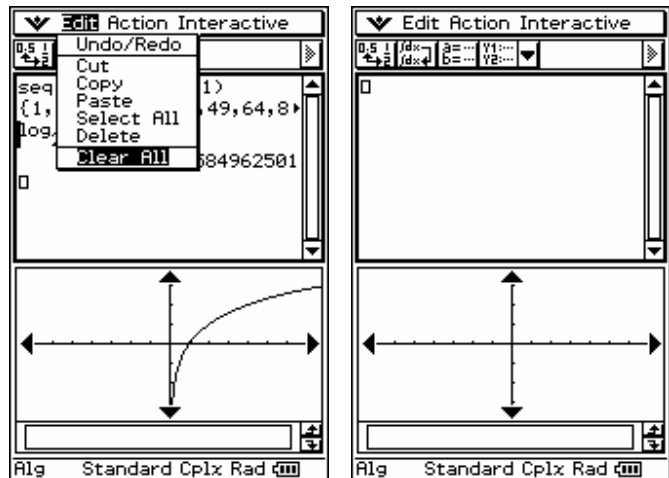 Edit Action Interactive
Undo/Redo
Cut
Copy
Paste
Select All
Delete
Clear All
seq 1)
{1, ,49,64,8
log
584962501
Alg Standard Cplx Rad
Edit Action Interactive
Alg Standard Cplx Rad